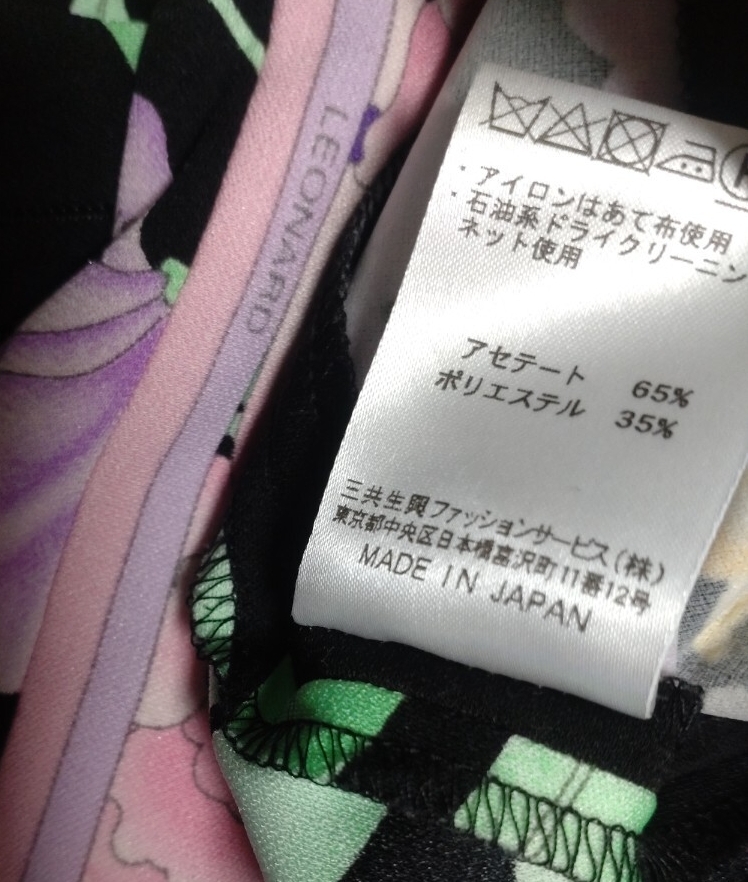 LEONARD
・アイロンはあて布使用
・石油系ドライクリーニン
ネット使用
アセテート 65%
ポリエステル 35%
三共生興ファッションサービス(株)
東京都中央区日本橋富沢町11番12号
MADE IN JAPAN